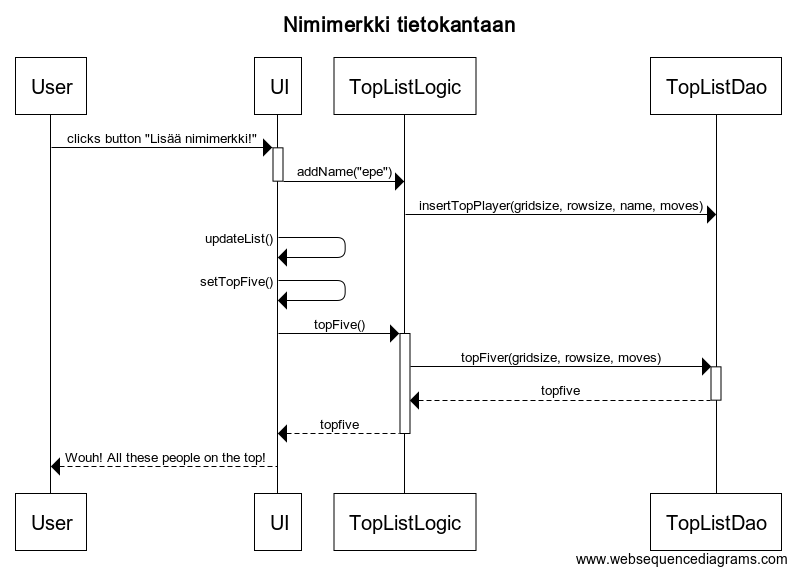 Nimimerkki tietokantaan
User
UI
TopListLogic
TopListDao
clicks button "Lisää nimimerkki!"
addName("epe")
insertTopPlayer(gridsize, rowsize, name, moves)
updateList()
setTopFive()
topFive()
topFiver(gridsize, rowsize, moves)
topfive
topfive
Wouh! All these people on the top!
User
UI
TopListLogic
TopListDao
www.websequencediagrams.com